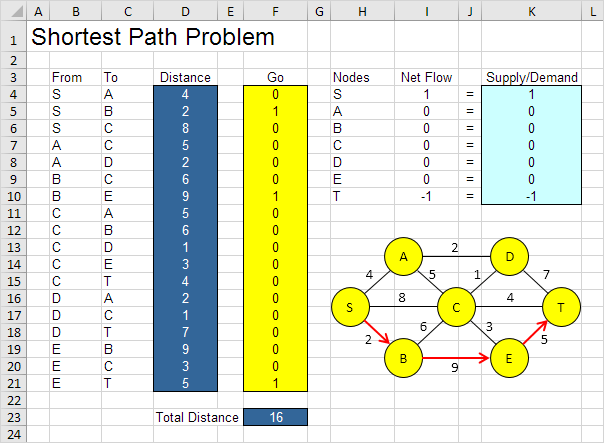 A B C D E F G H I J K L
1 Shortest Path Problem
2
3 From To Distance Go Nodes Net Flow Supply/Demand
4 S A 4 0 S 1 = 1
5 S B 2 1 A 0 = 0
6 S C 8 0 B 0 = 0
7 A C 5 0 C 0 = 0
8 A D 2 0 D 0 = 0
9 B C 6 0 E 0 = 0
10 B E 9 1 T -1 = -1
11 C A 5 0
12 C B 6 0
13 C D 1 0
14 C E 3 0
15 C T 4 0
16 D A 2 0
17 D C 1 0
18 D T 7 0
19 E B 9 0
20 E C 3 0
21 E T 5 1
22
23 Total Distance 16
24
2
A D
4 5 1 7
8 4
S C T
2 6 3 5
B E
9